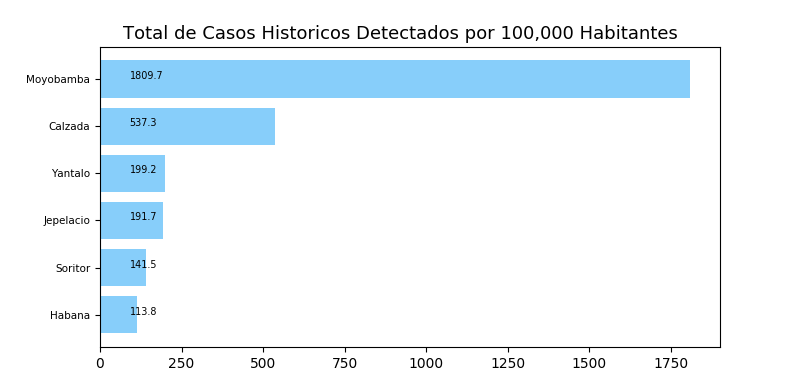 Total de Casos Historicos Detectados por 100,000 Habitantes
Moyobamba 1809.7
Calzada 537.3
Yantalo 199.2
Jepelacio 191.7
Soritor 141.5
Habana 113.8
0 250 500 750 1000 1250 1500 1750